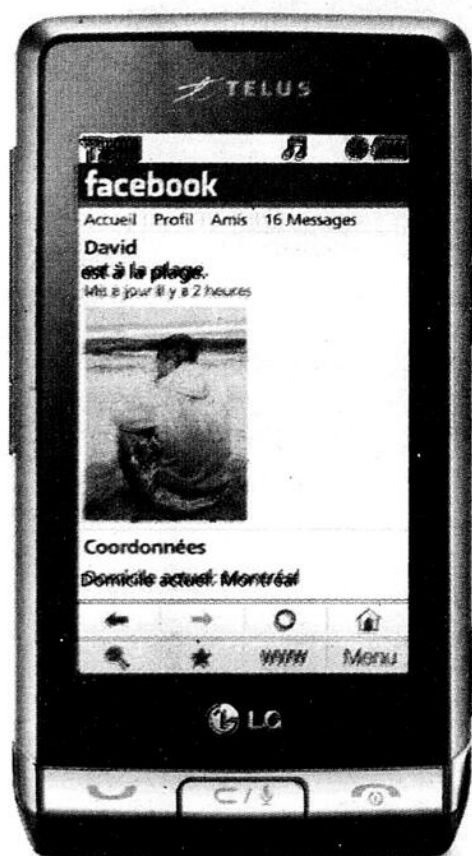 TELUS
facebook
Accueil Profil Amis 16 Messages
David
est à la plage.
Mis à jour il y a 2 heures
Coordonnées
Domicile actuel: Montréal
WWW Menu
LG